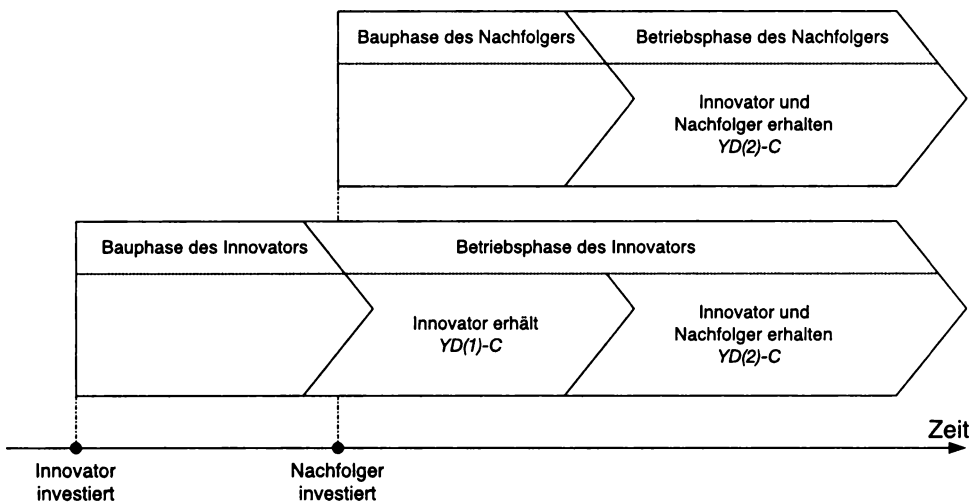 Bauphase des Nachfolgers
Betriebsphase des Nachfolgers
Innovator und
Nachfolger erhalten
YD(2)-C
Bauphase des Innovators
Betriebsphase des Innovators
Innovator erhält
YD(1)-C
Innovator und
Nachfolger erhalten
YD(2)-C
Zeit
Innovator
investiert
Nachfolger
investiert